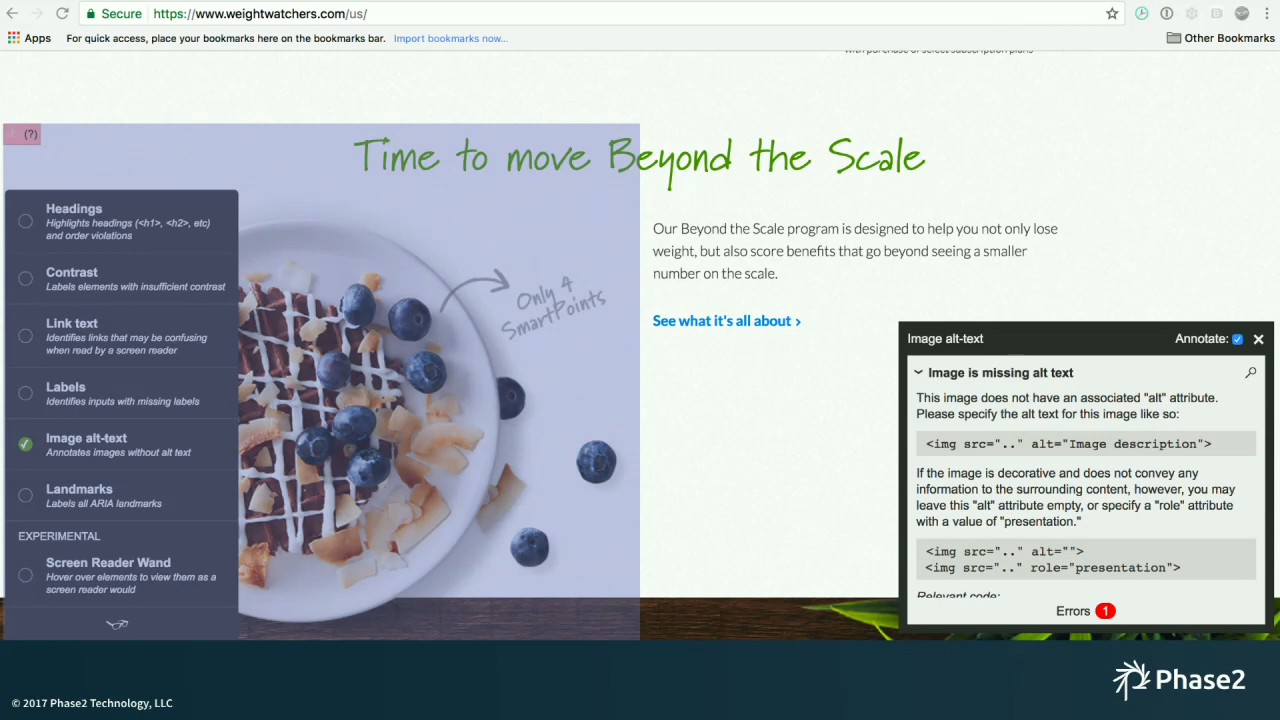 Secure
https://www.weightwatchers.com/us/
Apps
For quick access, place your bookmarks here on the bookmarks bar.
Import bookmarks now...
Other Bookmarks
with purchase of select subscription plans
(?)
Time to move Beyond the Scale
Headings
Highlights headings (<h1>, <h2>, etc)
and order violations
Contrast
Labels elements with insufficient contrast
Link text
Identifies links that may be confusing
when read by a screen reader
Labels
Identifies inputs with missing labels
Image alt-text
Annotates images without alt text
Landmarks
Labels all ARIA landmarks
EXPERIMENTAL
Screen Reader Wand
Hover over elements to view them as a
screen reader would
Only 4
SmartPoints
Our Beyond the Scale program is designed to help you not only lose
weight, but also score benefits that go beyond seeing a smaller
number on the scale.
See what it's all about ›
Image alt-text
Annotate:
Image is missing alt text
This image does not have an associated "alt" attribute.
Please specify the alt text for this image like so:
<img src=".." alt="Image description">
If the image is decorative and does not convey any
information to the surrounding content, however, you may
leave this "alt" attribute empty, or specify a "role" attribute
with a value of "presentation."
<img src=".." alt="">
<img src=".." role="presentation">
Relevant code:
Errors 1
© 2017 Phase2 Technology, LLC
Phase2